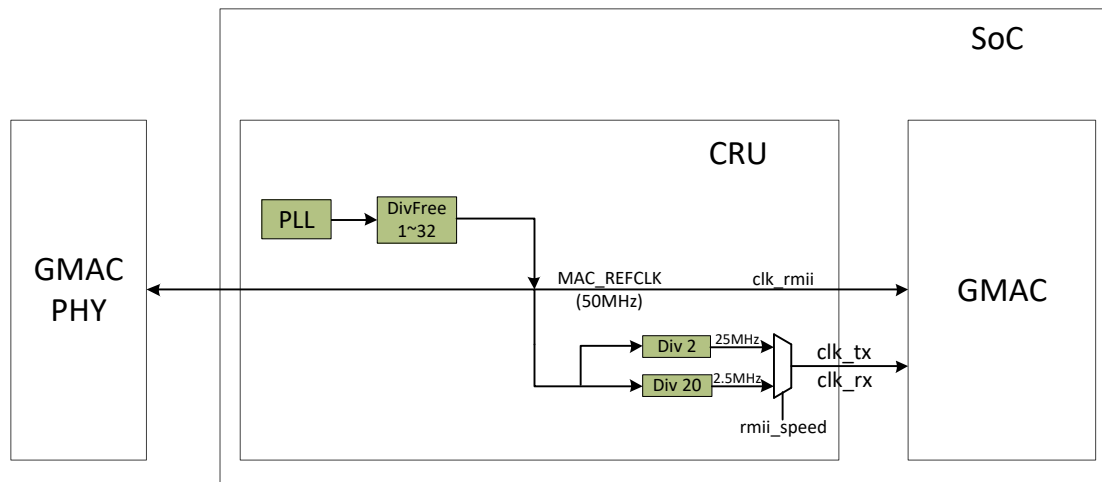 SoC
CRU
PLL
DivFree
1~32
GMAC
PHY
MAC_REFCLK
(50MHz)
clk_rmii
GMAC
Div 2
25MHz
clk_tx
Div 20
2.5MHz
clk_rx
rmii_speed